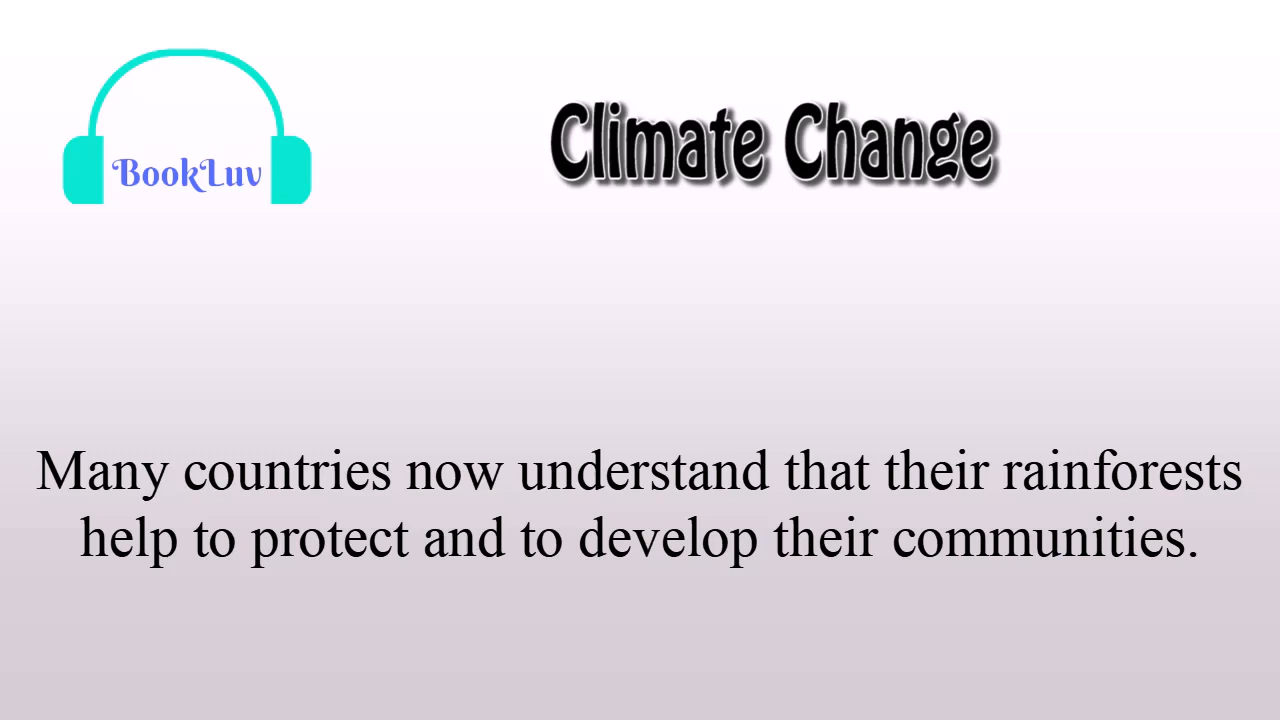 BookLuv
Climate Change
Many countries now understand that their rainforests
help to protect and to develop their communities.